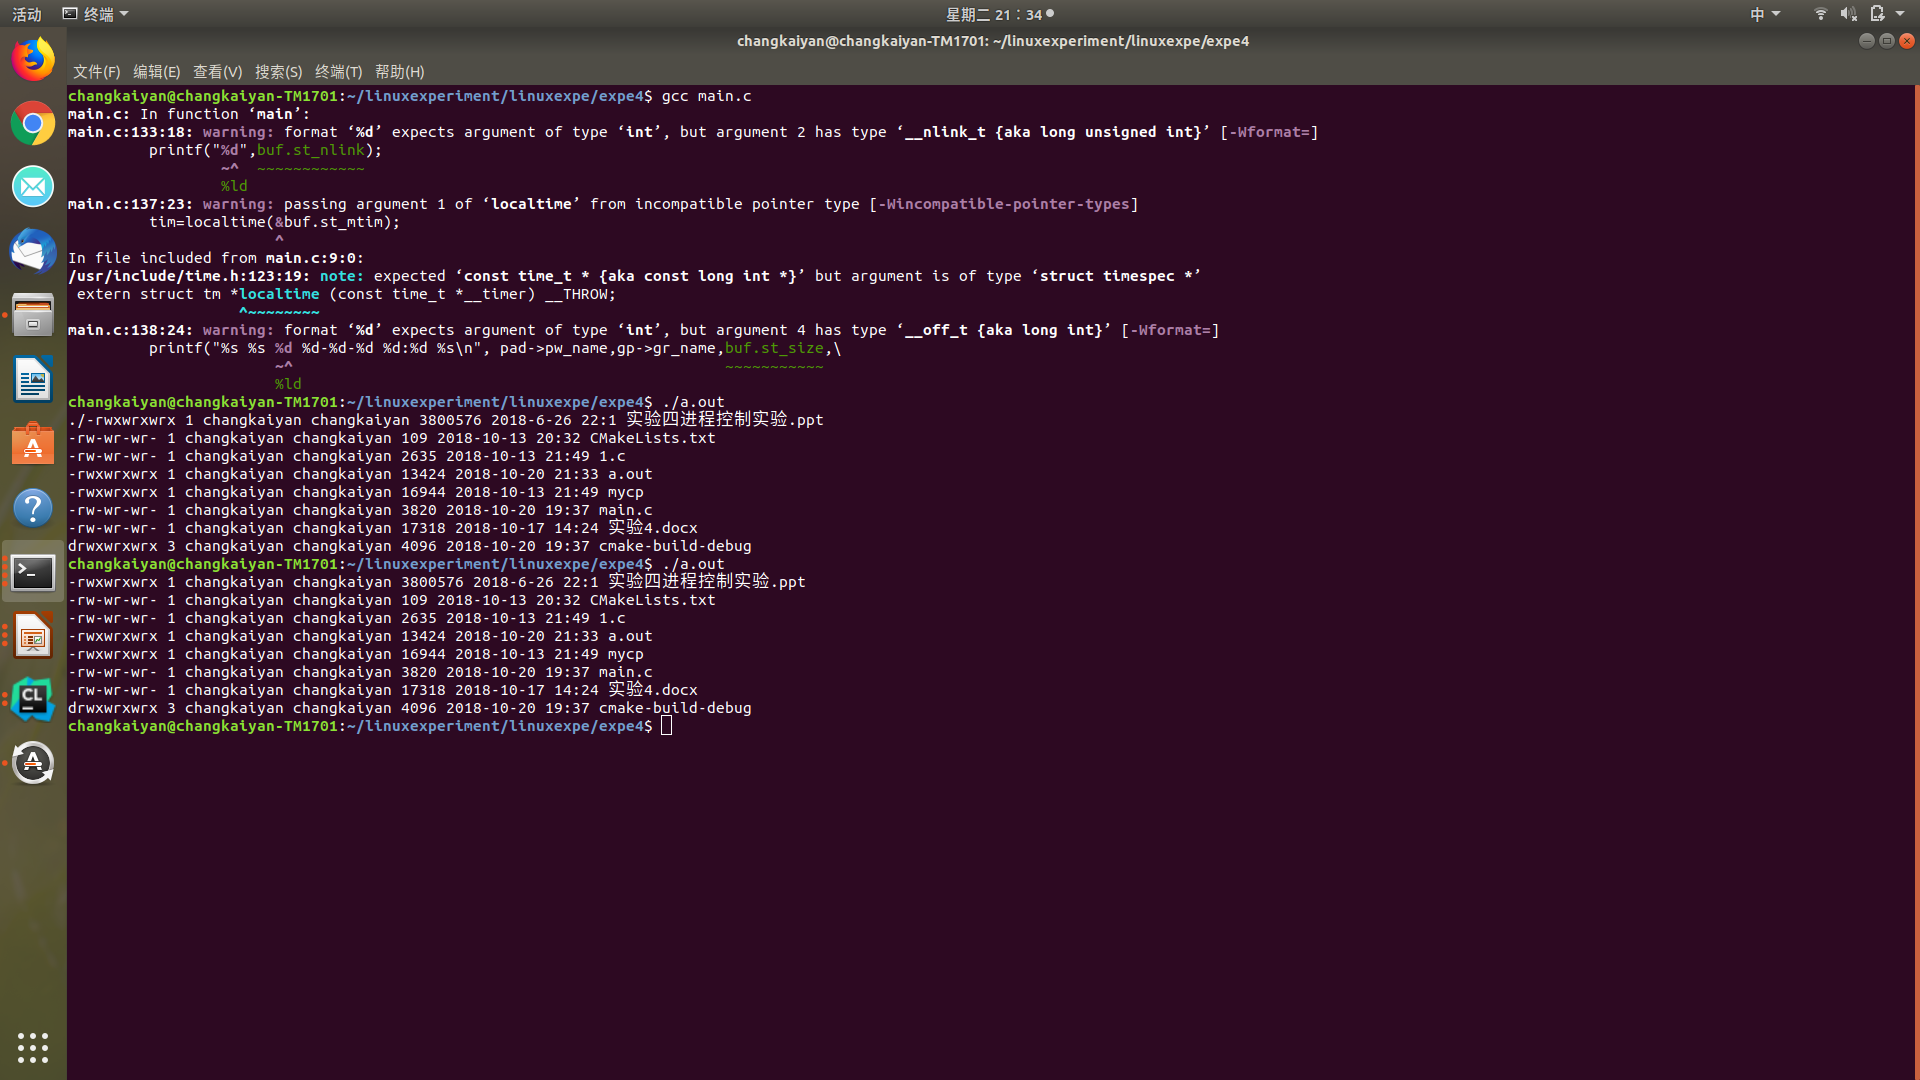 活动 终端 星期二 21：34 中
changkaiyan@changkaiyan-TM1701: ~/linuxexperiment/linuxexpe/expe4
文件(F) 编辑(E) 查看(V) 搜索(S) 终端(T) 帮助(H)
changkaiyan@changkaiyan-TM1701:~/linuxexperiment/linuxexpe/expe4$ gcc main.c
main.c: In function ‘main’:
main.c:133:18: warning: format ‘%d’ expects argument of type ‘int’, but argument 2 has type ‘__nlink_t {aka long unsigned int}’ [-Wformat=]
         printf("%d",buf.st_nlink);
                 ~^  ~~~~~~~~~~~~
                 %ld
main.c:137:23: warning: passing argument 1 of ‘localtime’ from incompatible pointer type [-Wincompatible-pointer-types]
         tim=localtime(&buf.st_mtim);
                       ^
In file included from main.c:9:0:
/usr/include/time.h:123:19: note: expected ‘const time_t * {aka const long int *}’ but argument is of type ‘struct timespec *’
 extern struct tm *localtime (const time_t *__timer) __THROW;
                   ^~~~~~~~~
main.c:138:24: warning: format ‘%d’ expects argument of type ‘int’, but argument 4 has type ‘__off_t {aka long int}’ [-Wformat=]
         printf("%s %s %d %d-%d-%d %d:%d %s\n", pad->pw_name,gp->gr_name,buf.st_size,\
                       ~^                                                ~~~~~~~~~~~
                       %ld
changkaiyan@changkaiyan-TM1701:~/linuxexperiment/linuxexpe/expe4$ ./a.out
./-rwxwrxwrx 1 changkaiyan changkaiyan 3800576 2018-6-26 22:1 实验四进程控制实验.ppt
-rw-wr-wr- 1 changkaiyan changkaiyan 109 2018-10-13 20:32 CMakeLists.txt
-rw-wr-wr- 1 changkaiyan changkaiyan 2635 2018-10-13 21:49 1.c
-rwxwrxwrx 1 changkaiyan changkaiyan 13424 2018-10-20 21:33 a.out
-rwxwrxwrx 1 changkaiyan changkaiyan 16944 2018-10-13 21:49 mycp
-rw-wr-wr- 1 changkaiyan changkaiyan 3820 2018-10-20 19:37 main.c
-rw-wr-wr- 1 changkaiyan changkaiyan 17318 2018-10-17 14:24 实验4.docx
drwxwrxwrx 3 changkaiyan changkaiyan 4096 2018-10-20 19:37 cmake-build-debug
changkaiyan@changkaiyan-TM1701:~/linuxexperiment/linuxexpe/expe4$ ./a.out
-rwxwrxwrx 1 changkaiyan changkaiyan 3800576 2018-6-26 22:1 实验四进程控制实验.ppt
-rw-wr-wr- 1 changkaiyan changkaiyan 109 2018-10-13 20:32 CMakeLists.txt
-rw-wr-wr- 1 changkaiyan changkaiyan 2635 2018-10-13 21:49 1.c
-rwxwrxwrx 1 changkaiyan changkaiyan 13424 2018-10-20 21:33 a.out
-rwxwrxwrx 1 changkaiyan changkaiyan 16944 2018-10-13 21:49 mycp
-rw-wr-wr- 1 changkaiyan changkaiyan 3820 2018-10-20 19:37 main.c
-rw-wr-wr- 1 changkaiyan changkaiyan 17318 2018-10-17 14:24 实验4.docx
drwxwrxwrx 3 changkaiyan changkaiyan 4096 2018-10-20 19:37 cmake-build-debug
changkaiyan@changkaiyan-TM1701:~/linuxexperiment/linuxexpe/expe4$
CL